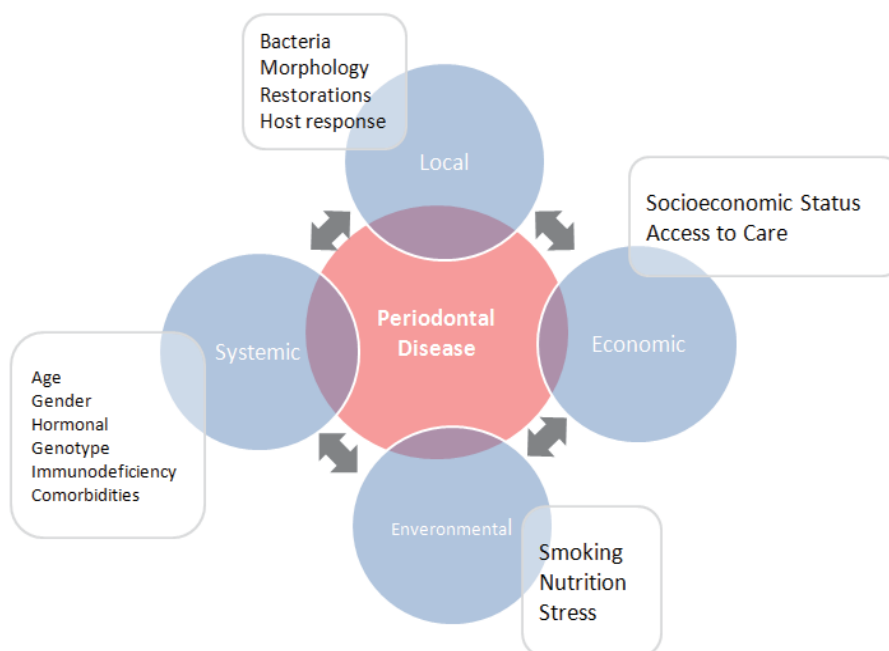 Bacteria
Morphology
Restorations
Host response
Local
Socioeconomic Status
Access to Care
Periodontal
Disease
Systemic
Economic
Age
Gender
Hormonal
Genotype
Immunodeficiency
Comorbidities
Enveronmental
Smoking
Nutrition
Stress